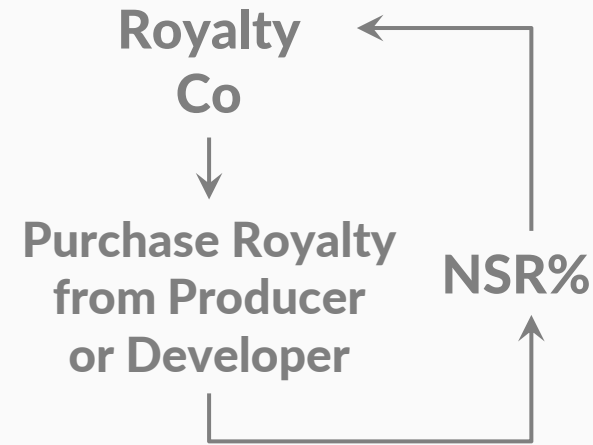 Royalty
Co
Purchase Royalty
from Producer
or Developer
NSR%